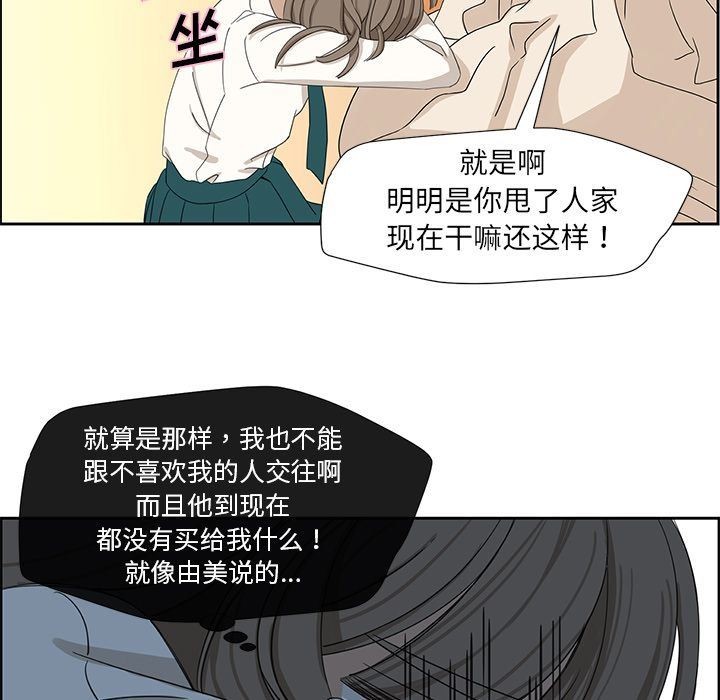 坐
就是啊
明明是你甩了人家
现在干嘛还这样！
就算是那样，我也不能
跟不喜欢我的人交往啊
而且他到现在
都没有买给我什么！
就像由美说的...